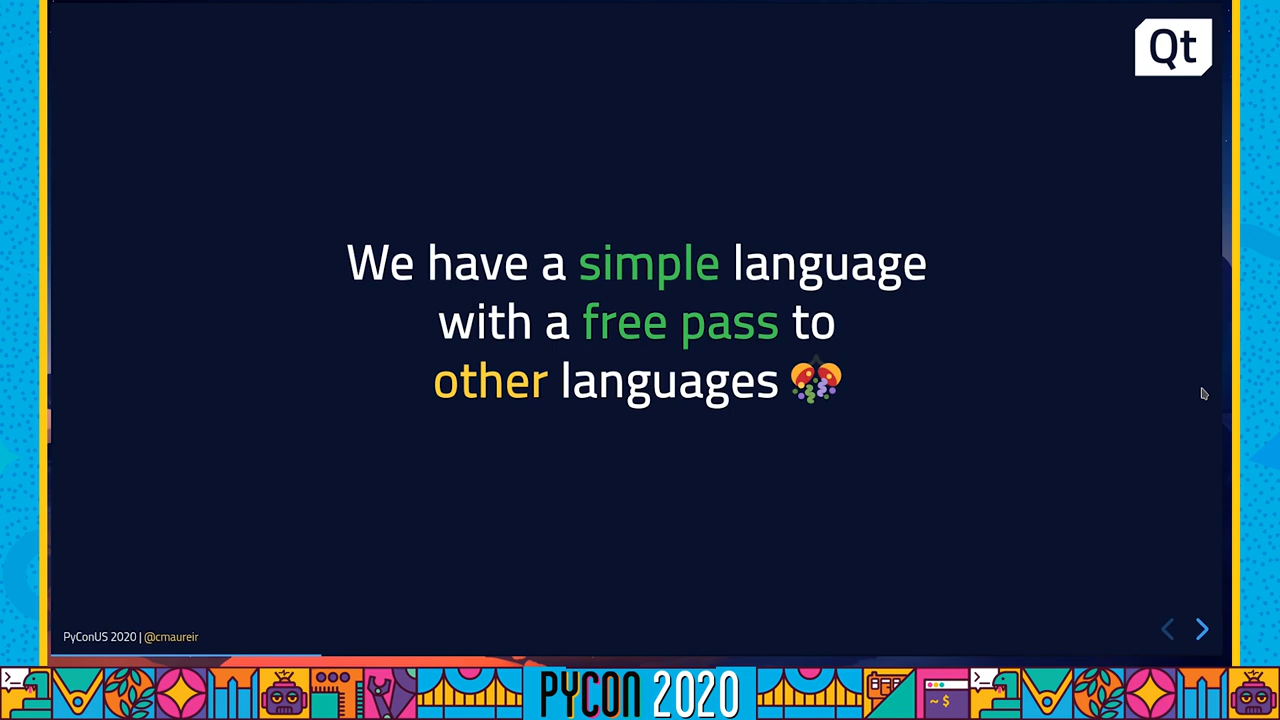 Qt
We have a simple language
with a free pass to
other languages
PyConUS 2020 | @cmaureir
PYCON 2020
~ $